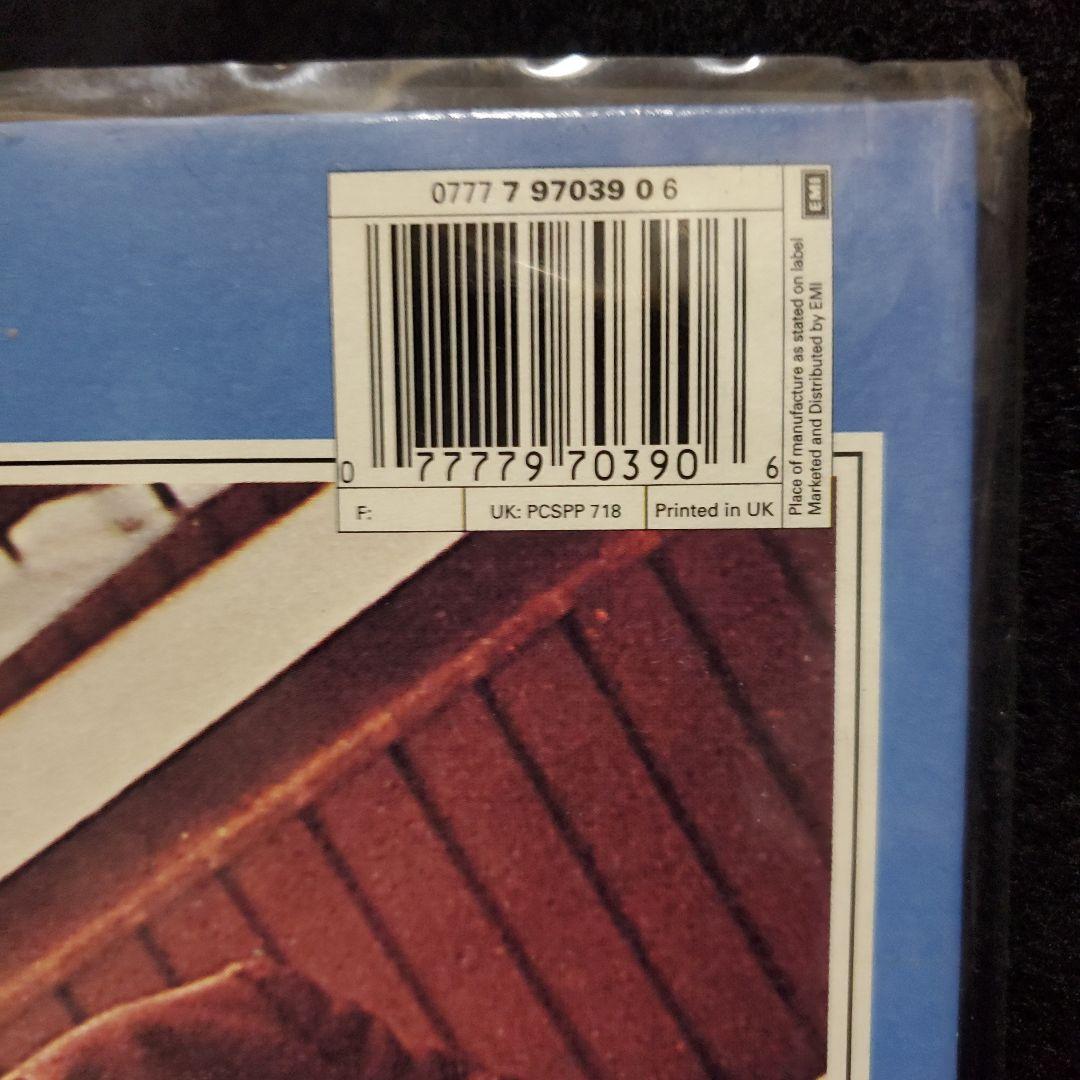 0777 7 97039 0 6
EMI
Place of manufacture as stated on label
Marketed and Distributed by EMI
0 77779 70390 6
F:
UK: PCSPP 718
Printed in UK